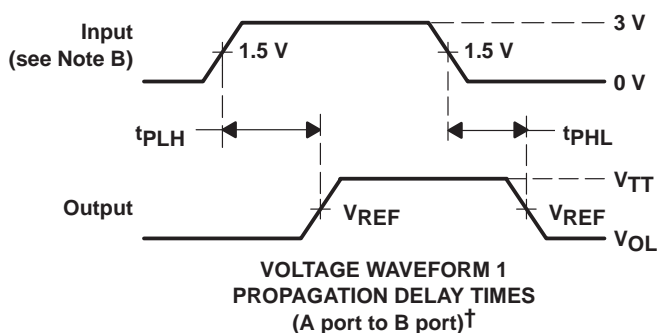 Input
(see Note B)
1.5 V
1.5 V
3 V
0 V
tPLH
tPHL
Output
VREF
VREF
VTT
VOL
VOLTAGE WAVEFORM 1
PROPAGATION DELAY TIMES
(A port to B port)†